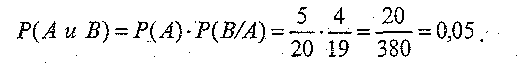 P(A и B) = P(A)·P(B/A) = 5/20 · 4/19 = 20/380 = 0,05.